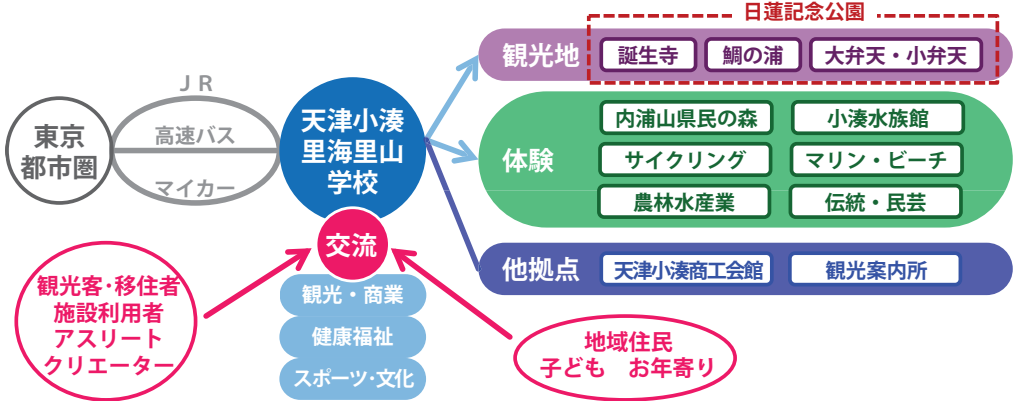 日蓮記念公園
観光地
誕生寺
鯛の浦
大弁天・小弁天
JR
高速バス
マイカー
東京
都市圏
天津小湊
里海里山
学校
体験
内浦山県民の森
小湊水族館
サイクリング
マリン・ビーチ
農林水産業
伝統・民芸
交流
他拠点
天津小湊商工会館
観光案内所
観光・商業
健康福祉
スポーツ・文化
観光客・移住者
施設利用者
アスリート
クリエーター
地域住民
子ども　お年寄り